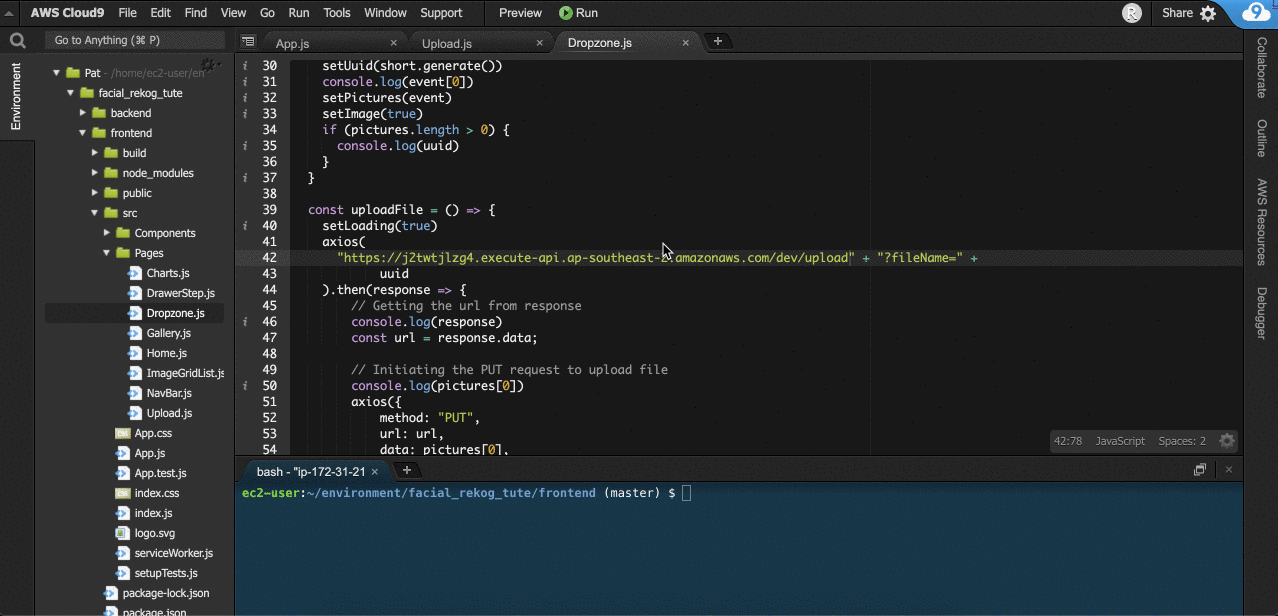 AWS Cloud9 File Edit Find View Go Run Tools Window Support Preview Run R Share 9
Go to Anything (⌘ P)
App.js × Upload.js × Dropzone.js × +
Environment
Pat - /home/ec2-user/en
facial_rekog_tute
backend
frontend
build
node_modules
public
src
Components
Pages
Charts.js
DrawerStep.js
Dropzone.js
Gallery.js
Home.js
ImageGridList.js
NavBar.js
Upload.js
App.css
App.js
App.test.js
index.css
index.js
logo.svg
serviceWorker.js
setupTests.js
package-lock.json
package.json
30 setUuid(short.generate())
31 console.log(event[0])
32 setPictures(event)
33 setImage(true)
34 if (pictures.length > 0) {
35 console.log(uuid)
36 }
37 }
38
39 const uploadFile = () => {
40 setLoading(true)
41 axios(
42 "https://j2twtjlzg4.execute-api.ap-southeast-2.amazonaws.com/dev/upload" + "?fileName=" +
43 uuid
44 ).then(response => {
45 // Getting the url from response
46 console.log(response)
47 const url = response.data;
48
49 // Initiating the PUT request to upload file
50 console.log(pictures[0])
51 axios({
52 method: "PUT",
53 url: url,
54 data: pictures[0],
42:78 JavaScript Spaces: 2
bash - "ip-172-31-21 × +
ec2-user:~/environment/facial_rekog_tute/frontend (master) $
Collaborate
Outline
AWS Resources
Debugger